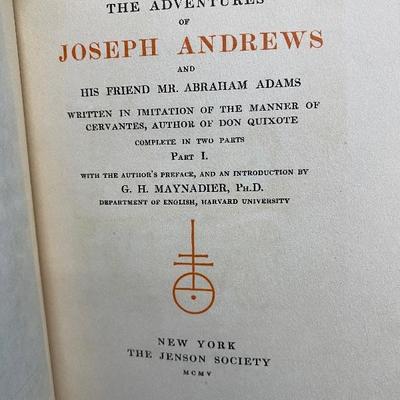 THE ADVENTURES
OF
JOSEPH ANDREWS
AND
HIS FRIEND MR. ABRAHAM ADAMS
WRITTEN IN IMITATION OF THE MANNER OF
CERVANTES, AUTHOR OF DON QUIXOTE
COMPLETE IN TWO PARTS
PART I.
WITH THE AUTHOR'S PREFACE, AND AN INTRODUCTION BY
G. H. MAYNADIER, PH.D.
DEPARTMENT OF ENGLISH, HARVARD UNIVERSITY
NEW YORK
THE JENSON SOCIETY
MCMV